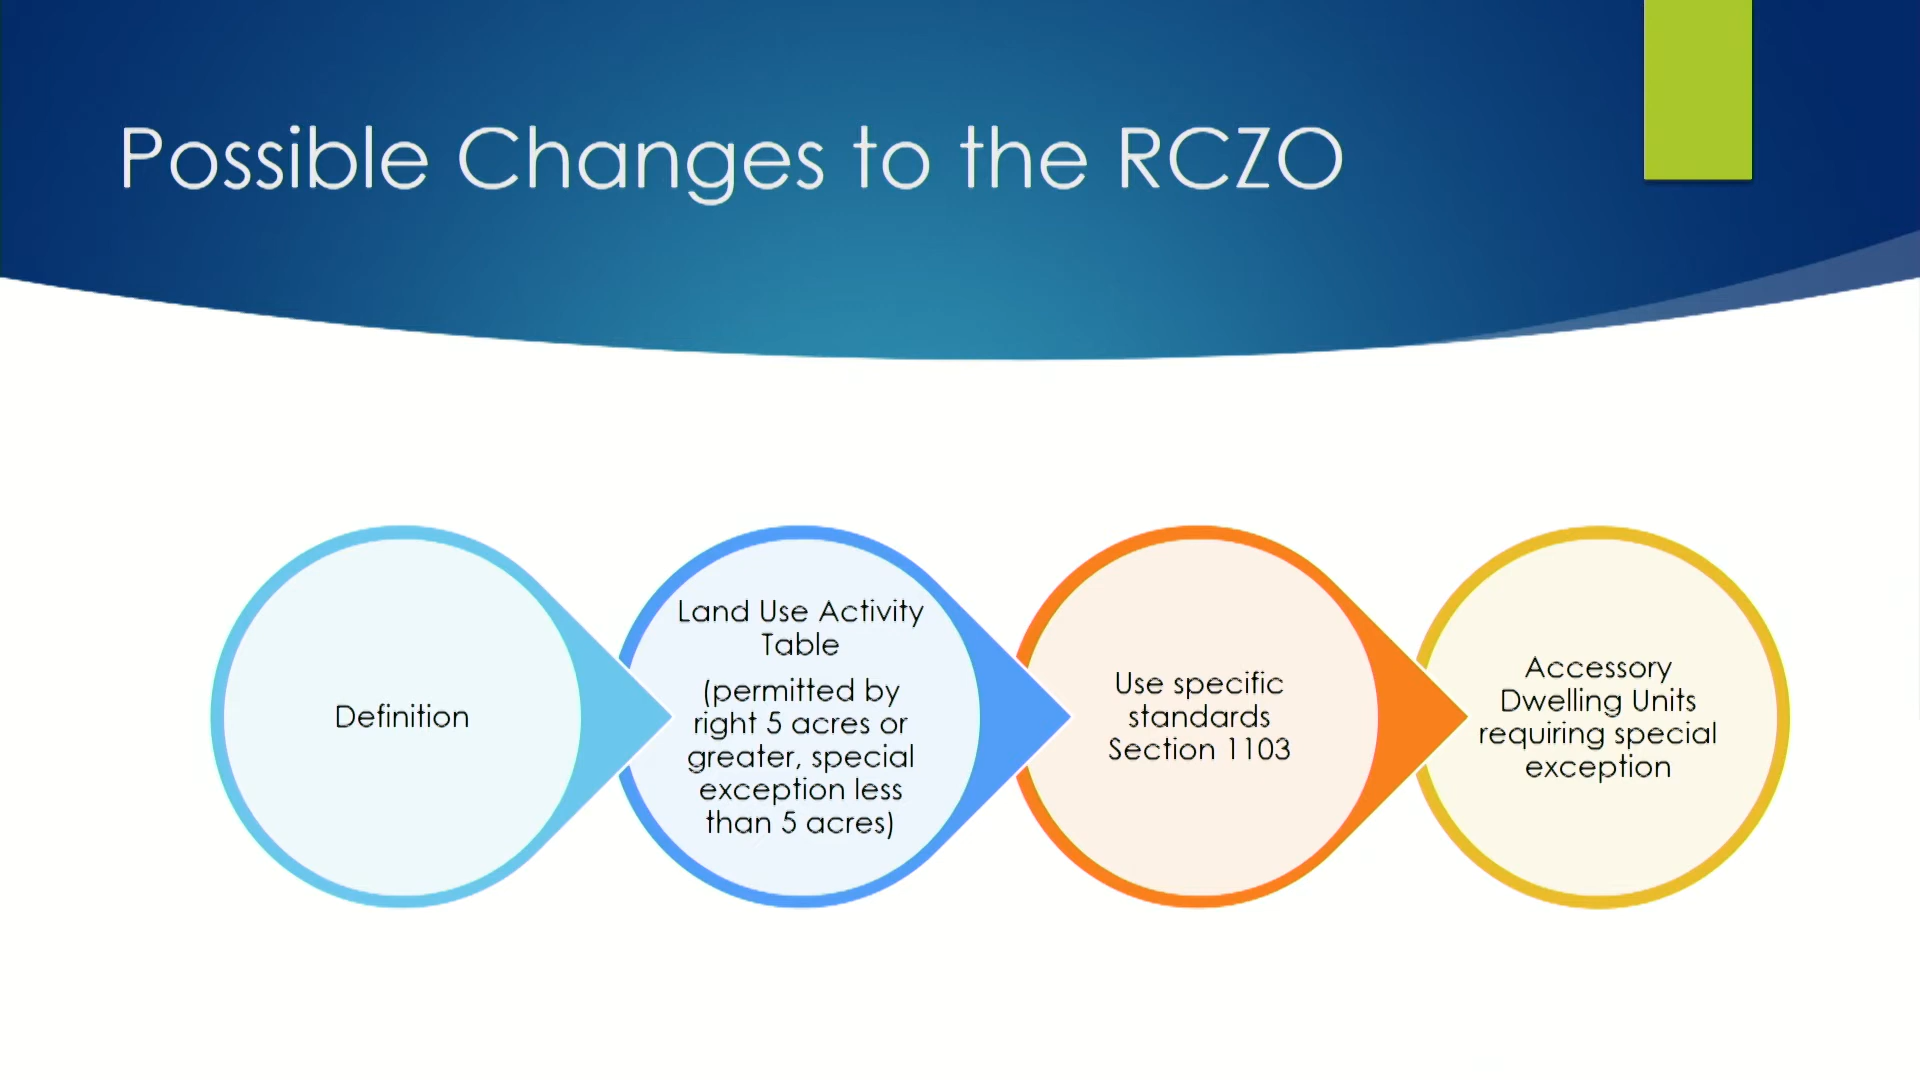 Possible Changes to the RCZO
Definition
Land Use Activity
Table
(permitted by
right 5 acres or
greater, special
exception less
than 5 acres)
Use specific
standards
Section 1103
Accessory
Dwelling Units
requiring special
exception